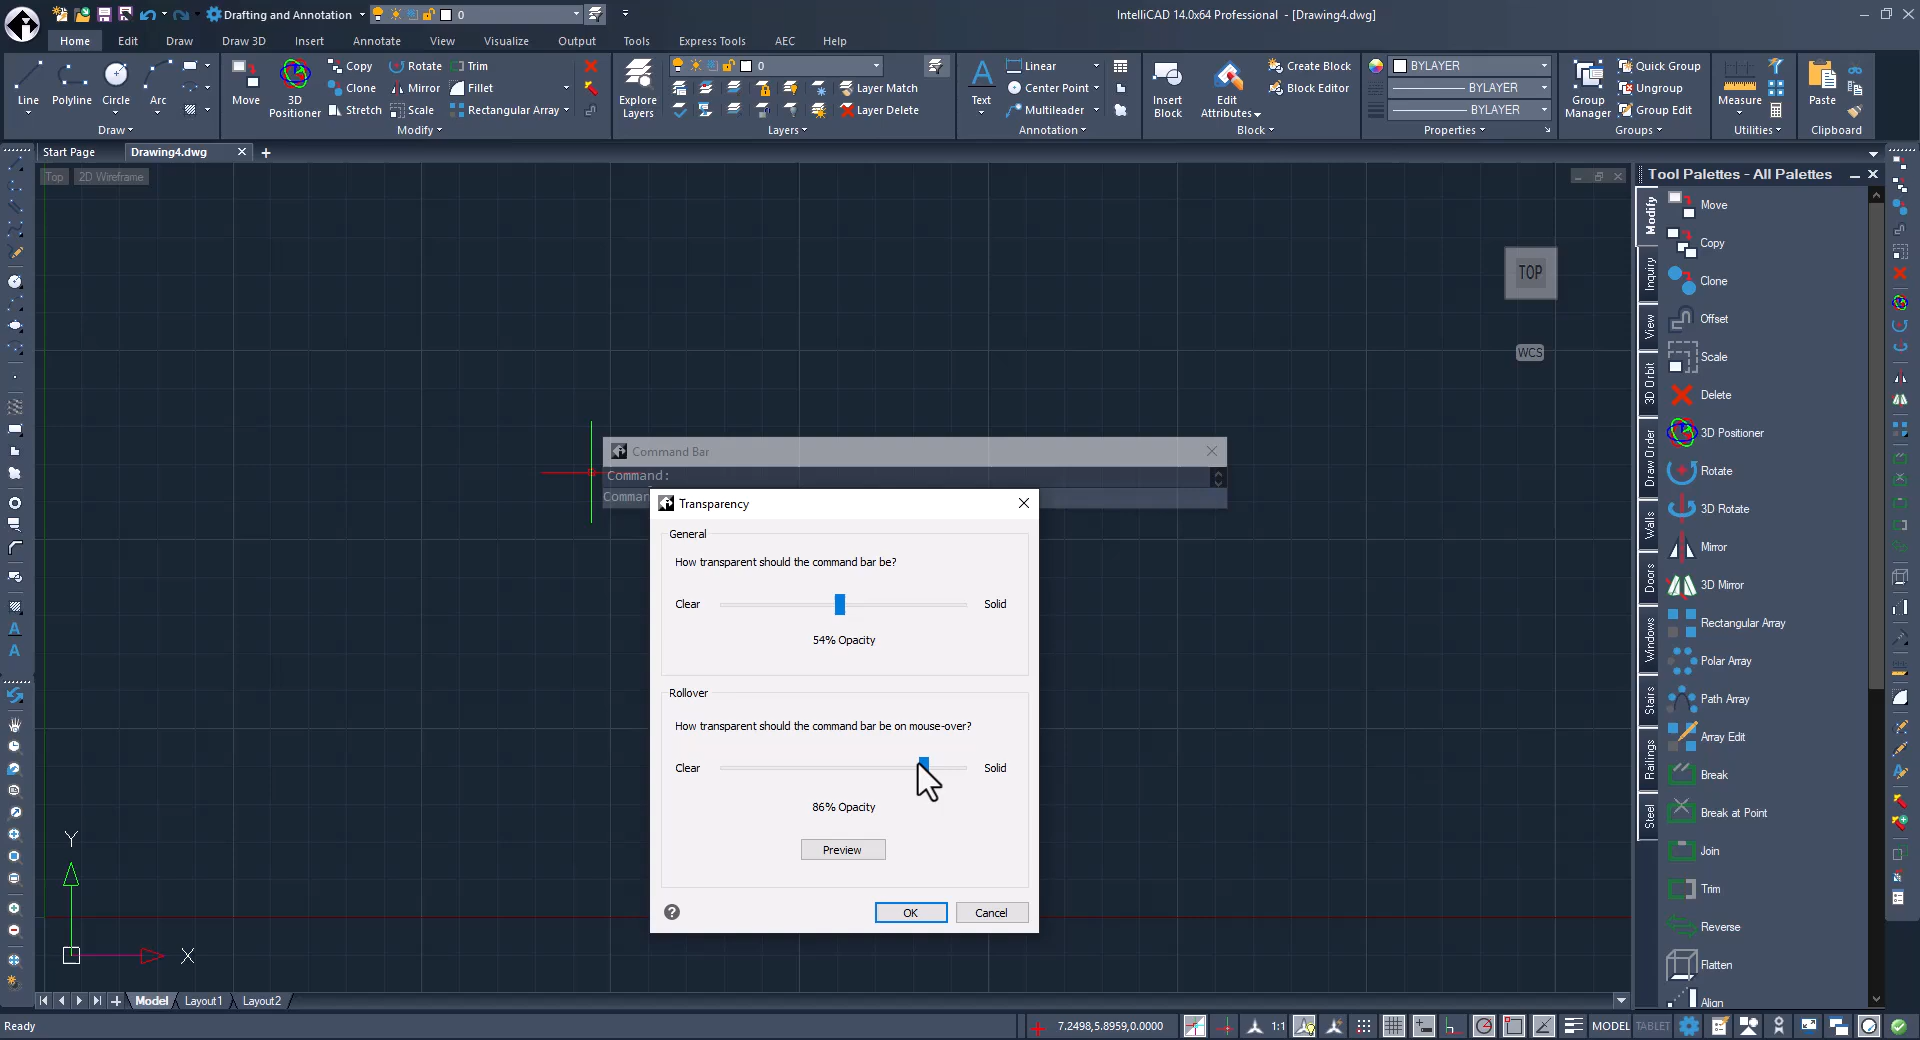 Drafting and Annotation
0
IntelliCAD 14.0x64 Professional - [Drawing4.dwg]
Home
Edit
Draw
Draw 3D
Insert
Annotate
View
Visualize
Output
Tools
Express Tools
AEC
Help
Line
Polyline
Circle
Arc
Draw
Move
3D
Positioner
Copy
Clone
Stretch
Rotate
Mirror
Scale
Trim
Fillet
Rectangular Array
Modify
Explore
Layers
0
Layer Match
Layer Delete
Layers
Text
Linear
Center Point
Multileader
Annotation
Insert
Block
Edit
Attributes
Create Block
Block Editor
Block
BYLAYER
BYLAYER
BYLAYER
Properties
Group
Manager
Quick Group
Ungroup
Group Edit
Groups
Measure
Utilities
Paste
Clipboard
Start Page
Drawing4.dwg
Top
2D Wireframe
TOP
WCS
Command Bar
Command:
Comman
Transparency
General
How transparent should the command bar be?
Clear
Solid
54% Opacity
Rollover
How transparent should the command bar be on mouse-over?
Clear
Solid
86% Opacity
Preview
OK
Cancel
Y
X
Tool Palettes - All Palettes
Modify
Inquiry
View
3D Orbit
Draw Order
Walls
Doors
Windows
Stairs
Railings
Steel
Move
Copy
Clone
Offset
Scale
Delete
3D Positioner
Rotate
3D Rotate
Mirror
3D Mirror
Rectangular Array
Polar Array
Path Array
Array Edit
Break
Break at Point
Join
Trim
Reverse
Flatten
Align
Model
Layout1
Layout2
Ready
7.2498,5.8959,0.0000
1:1
MODEL
TABLET